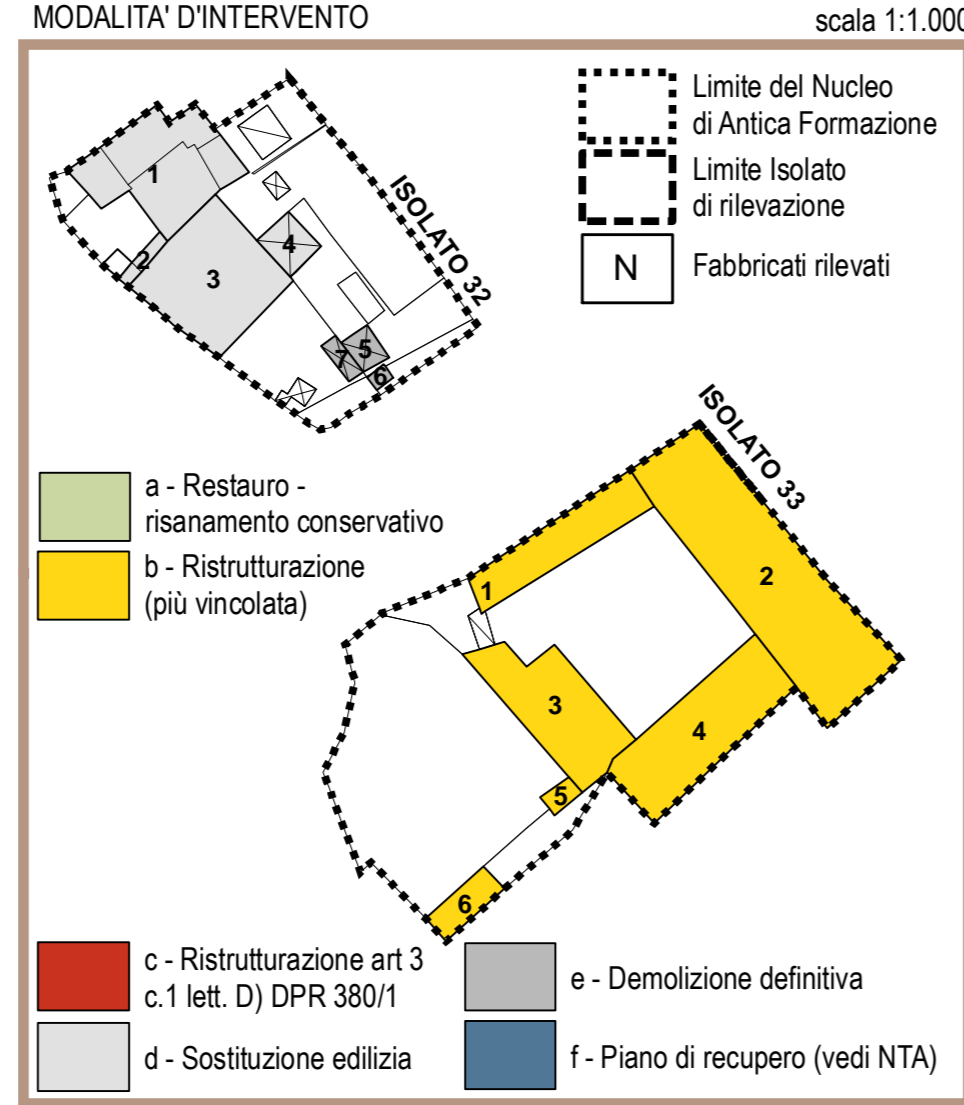 MODALITA' D'INTERVENTO
scala 1:1.000
Limite del Nucleo
di Antica Formazione
Limite Isolato
di rilevazione
N
Fabbricati rilevati
ISOLATO 32
1
2
3
4
5
6
7
a - Restauro -
risanamento conservativo
b - Ristrutturazione
(più vincolata)
ISOLATO 33
1
2
3
4
5
6
c - Ristrutturazione art 3
c.1 lett. D) DPR 380/1
d - Sostituzione edilizia
e - Demolizione definitiva
f - Piano di recupero (vedi NTA)